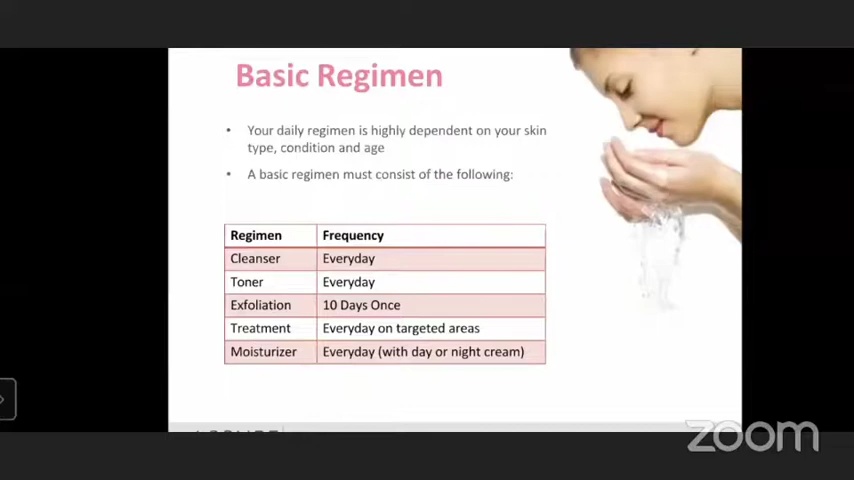 Basic Regimen
• Your daily regimen is highly dependent on your skin
type, condition and age
• A basic regimen must consist of the following:
Regimen Frequency
Cleanser Everyday
Toner Everyday
Exfoliation 10 Days Once
Treatment Everyday on targeted areas
Moisturizer Everyday (with day or night cream)
zoom